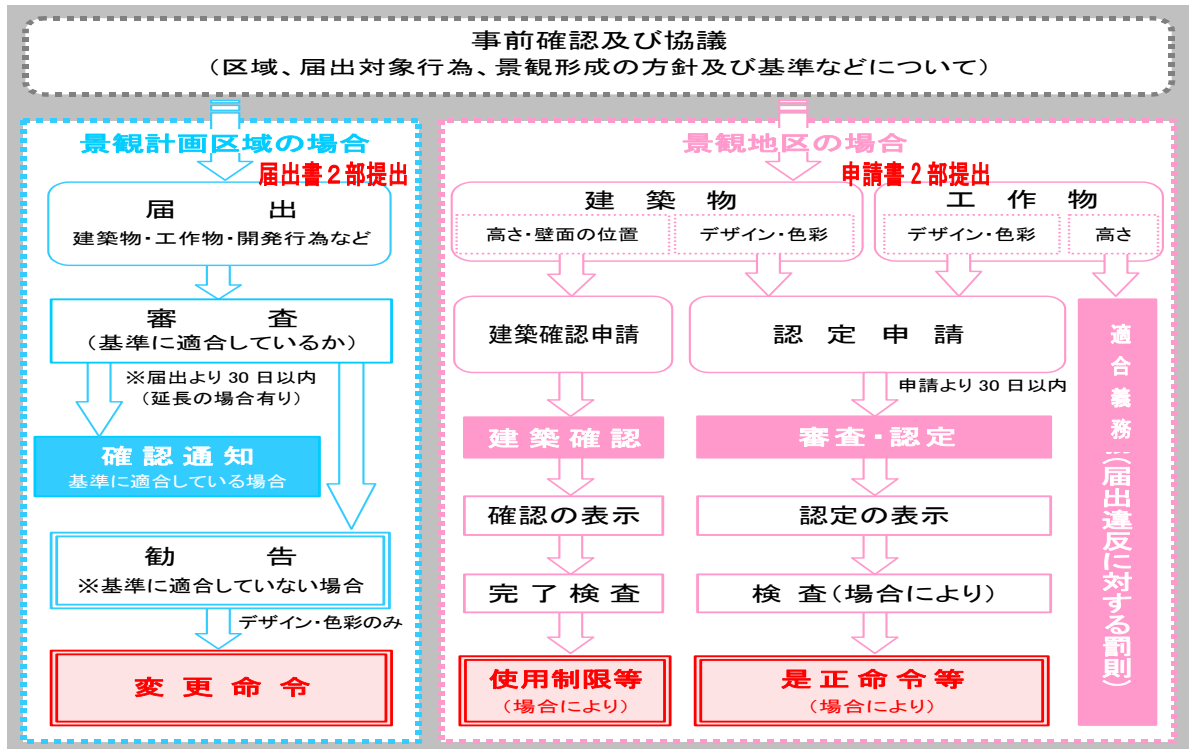 事前確認及び協議
（区域、届出対象行為、景観形成の方針及び基準などについて）
景観計画区域の場合
届出書２部提出
届出
建築物・工作物・開発行為など
審査
（基準に適合しているか）
※届出より 30 日以内
（延長の場合有り）
確認通知
基準に適合している場合
勧告
※基準に適合していない場合
デザイン・色彩のみ
変更命令
景観地区の場合
申請書２部提出
建築物
高さ・壁面の位置
デザイン・色彩
工作物
デザイン・色彩
高さ
建築確認申請
認定申請
申請より 30 日以内
建築確認
審査・認定
確認の表示
認定の表示
完了検査
検査（場合により）
使用制限等
（場合により）
是正命令等
（場合により）
適合義務
（届出違反に対する罰則）